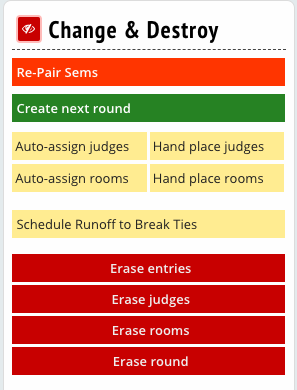 Change & Destroy
Re-Pair Sems
Create next round
Auto-assign judges Hand place judges
Auto-assign rooms Hand place rooms
Schedule Runoff to Break Ties
Erase entries
Erase judges
Erase rooms
Erase round